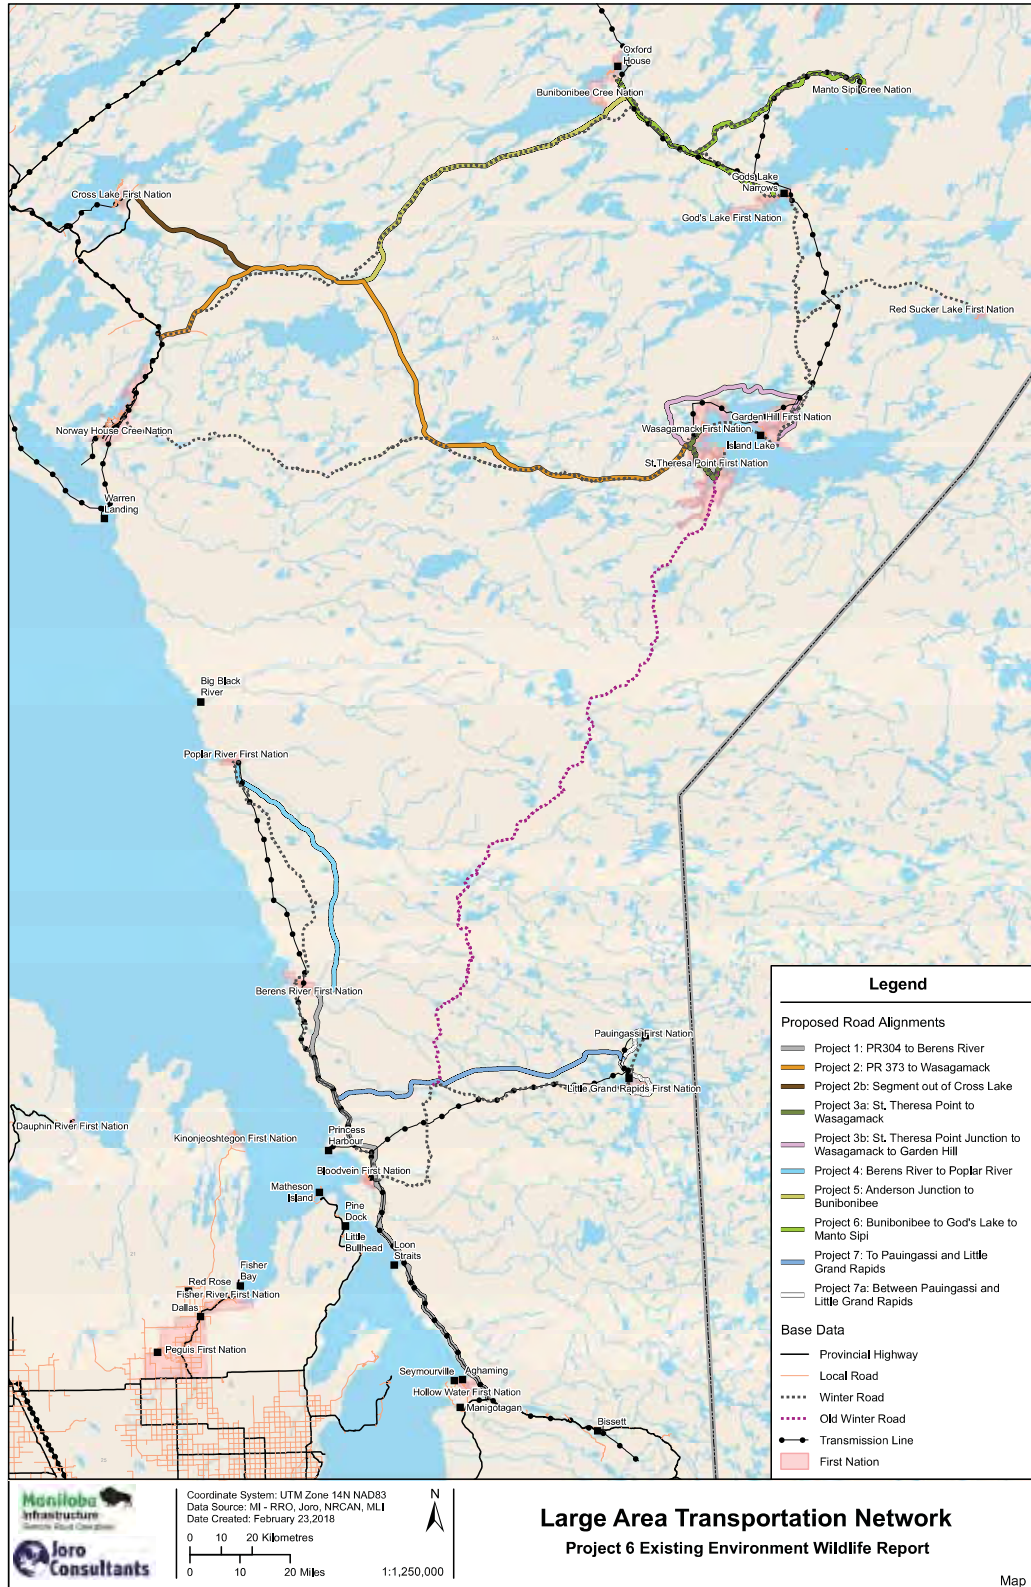 Oxford
House
Bunibonibee Cree Nation
Manto Sipi Cree Nation
Cross Lake First Nation
Gods Lake
Narrows
God's Lake First Nation
Red Sucker Lake First Nation
Garden Hill First Nation
Wasagamack First Nation
Island Lake
St. Theresa Point First Nation
Norway House Cree Nation
Warren
Landing
Big Black
River
Poplar River First Nation
Berens River First Nation
Pauingassi First Nation
Little Grand Rapids First Nation
Dauphin River First Nation
Kinonjeoshtegon First Nation
Princess
Harbour
Bloodvein First Nation
Matheson
Island
Pine
Dock
Little
Bullhead
Loon
Straits
Fisher
Bay
Red Rose
Fisher River First Nation
Dallas
Peguis First Nation
Seymourville
Aghaming
Hollow Water First Nation
Manigotagan
Bissett
Legend
Proposed Road Alignments
Project 1: PR304 to Berens River
Project 2: PR 373 to Wasagamack
Project 2b: Segment out of Cross Lake
Project 3a: St. Theresa Point to
Wasagamack
Project 3b: St. Theresa Point Junction to
Wasagamack to Garden Hill
Project 4: Berens River to Poplar River
Project 5: Anderson Junction to
Bunibonibee
Project 6: Bunibonibee to God's Lake to
Manto Sipi
Project 7: To Pauingassi and Little
Grand Rapids
Project 7a: Between Pauingassi and
Little Grand Rapids
Base Data
Provincial Highway
Local Road
Winter Road
Old Winter Road
Transmission Line
First Nation
Manitoba
Infrastructure
Joro
Consultants
Coordinate System: UTM Zone 14N NAD83
Data Source: MI - RRO, Joro, NRCAN, MLI
Date Created: February 23,2018
0 10 20 Kilometres
0 10 20 Miles
N
1:1,250,000
Large Area Transportation Network
Project 6 Existing Environment Wildlife Report
Map